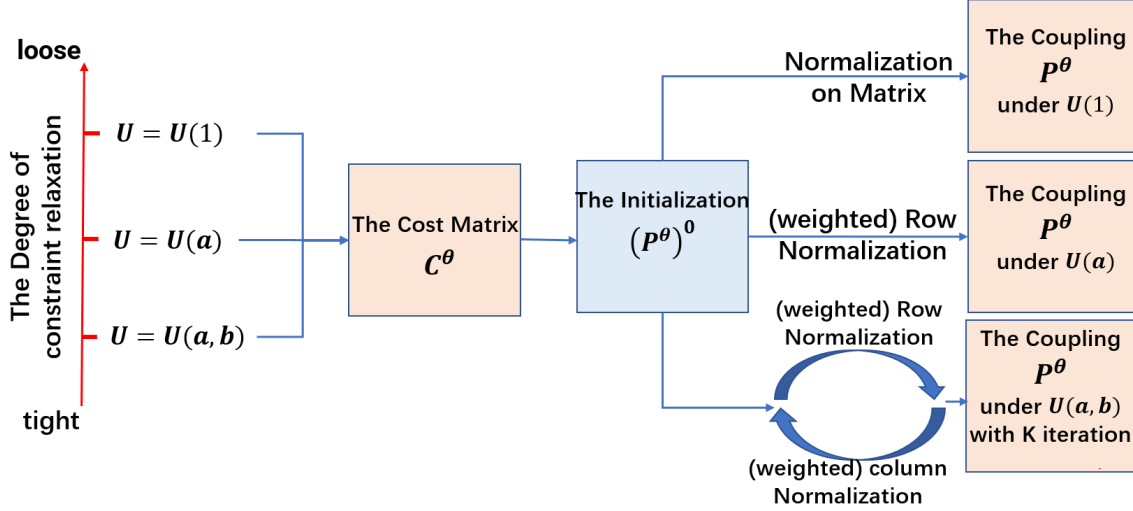 loose
The Degree of
constraint relaxation
tight
U = U(1)
U = U(a)
U = U(a, b)
The Cost Matrix
C^θ
The Initialization
(P^θ)^0
Normalization
on Matrix
(weighted) Row
Normalization
(weighted) Row
Normalization
(weighted) column
Normalization
The Coupling
P^θ
under U(1)
The Coupling
P^θ
under U(a)
The Coupling
P^θ
under U(a, b)
with K iteration